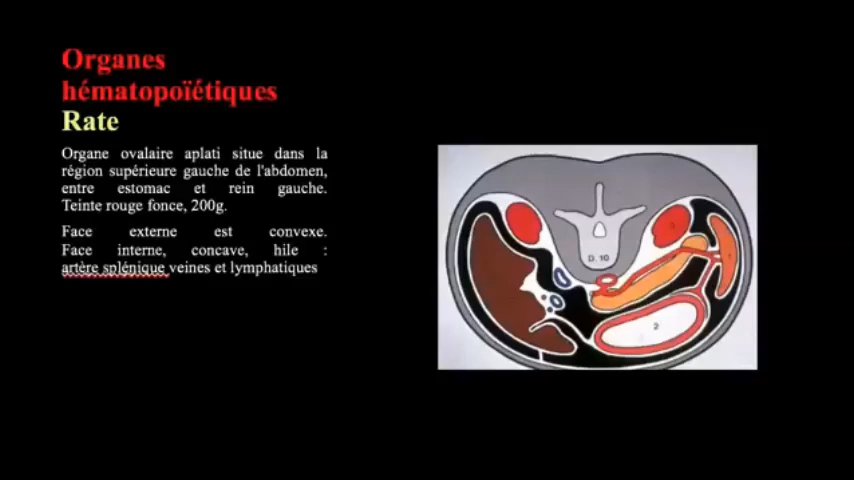 Organes
hématopoïétiques
Rate
Organe ovalaire aplati situe dans la
région supérieure gauche de l'abdomen,
entre estomac et rein gauche.
Teinte rouge fonce, 200g.
Face externe est convexe.
Face interne, concave, hile :
artère splénique veines et lymphatiques
D. 10
2